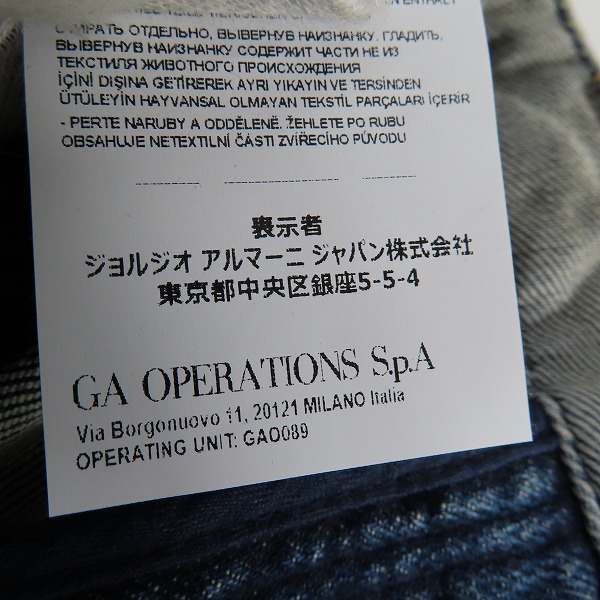 ENTHÄLT
СТИРАТЬ ОТДЕЛЬНО, ВЫВЕРНУВ НАИЗНАНКУ. ГЛАДИТЬ,
ВЫВЕРНУВ НАИЗНАНКУ СОДЕРЖИТ ЧАСТИ НЕ ИЗ
ТЕКСТИЛЯ ЖИВОТНОГО ПРОИСХОЖДЕНИЯ
İÇİNİ DIŞINA GETİREREK AYRI YIKAYIN VE TERSİNDEN
ÜTÜLEYİN HAYVANSAL OLMAYAN TEKSTİL PARÇALARI İÇERİR
- PERTE NARUBY A ODDĚLENĚ. ŽEHLETE PO RUBU
OBSAHUJE NETEXTILNÍ ČÁSTI ZVÍŘECÍHO PŮVODU
表示者
ジョルジオ アルマーニ ジャパン株式会社
東京都中央区銀座5-5-4
GA OPERATIONS S.p.A
Via Borgonuovo 11, 20121 MILANO Italia
OPERATING UNIT: GAO089